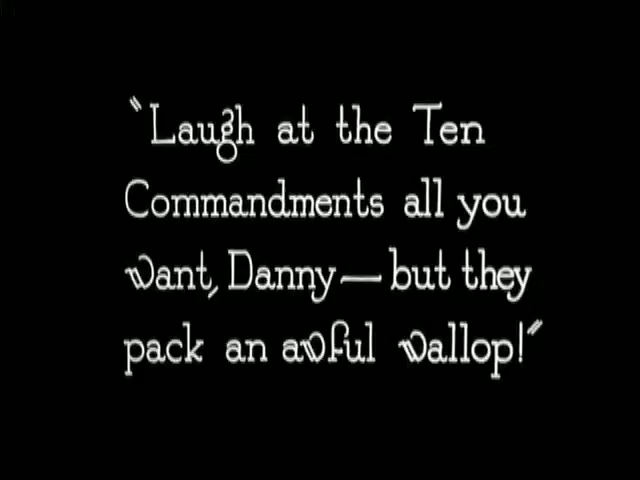 "Laugh at the Ten
Commandments all you
want, Danny—but they
pack an awful wallop!"